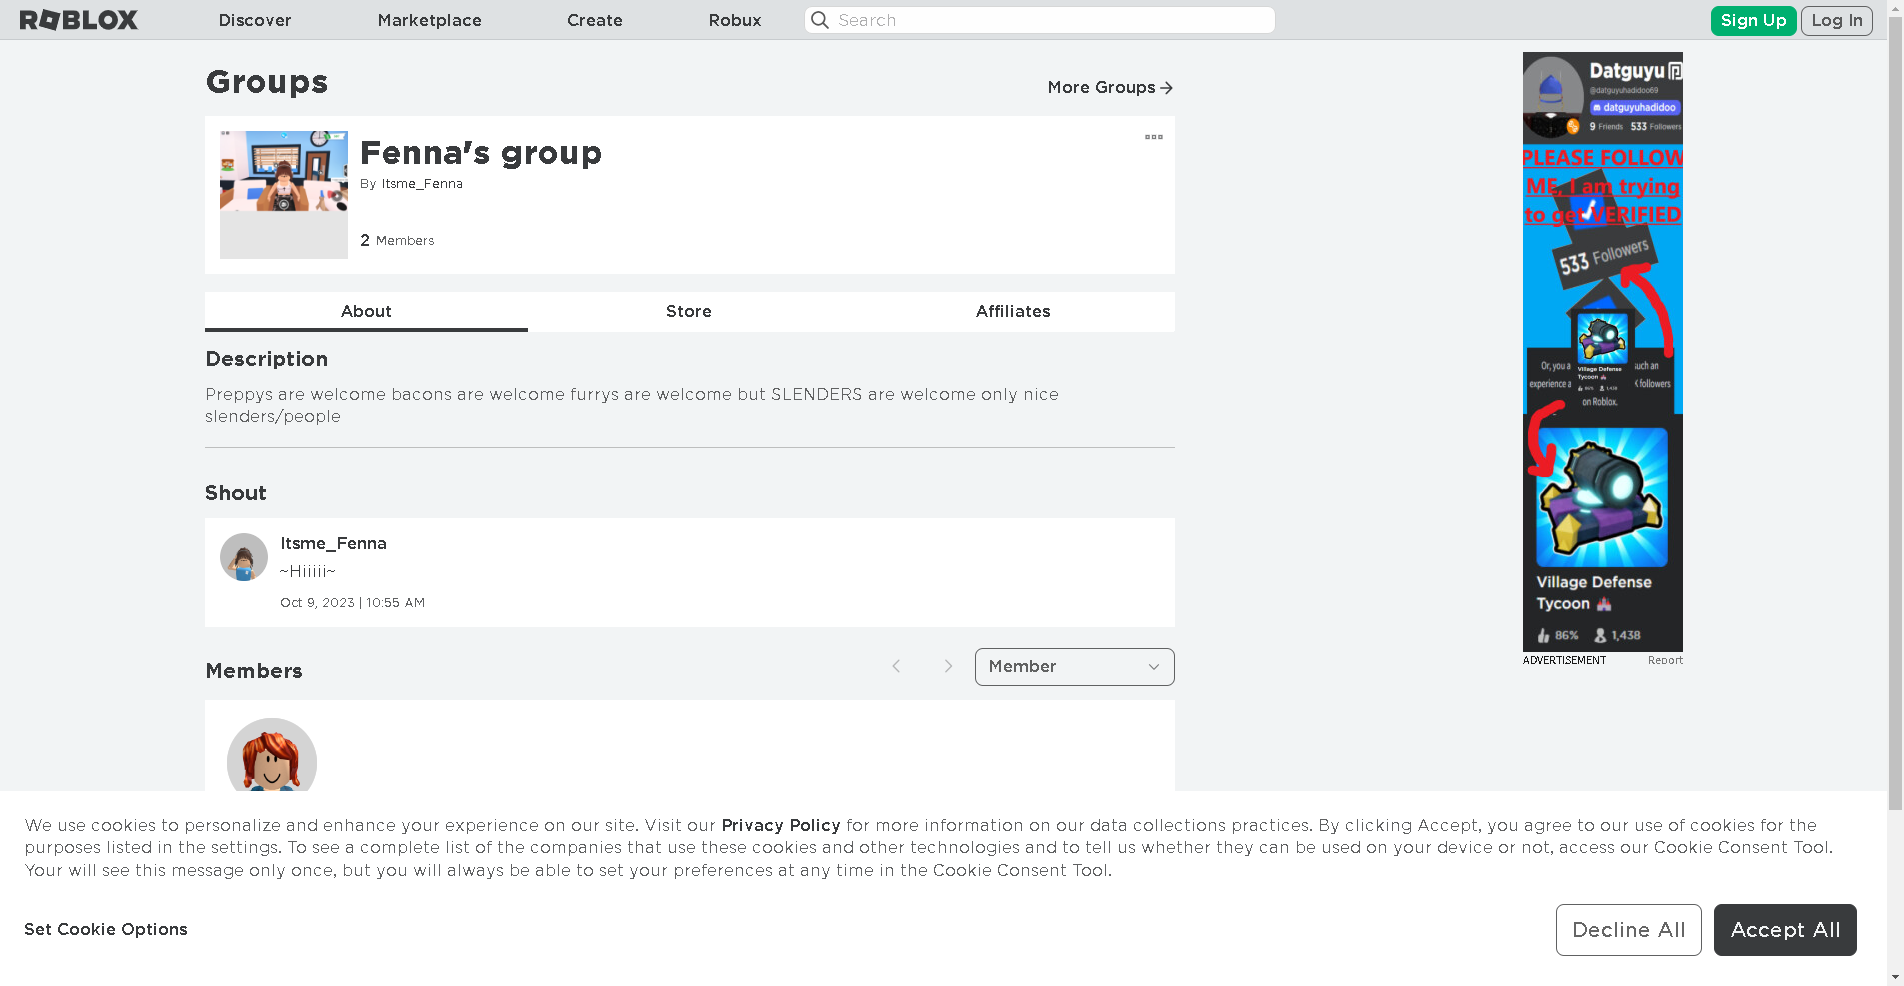 ROBLOX
Discover
Marketplace
Create
Robux
Search
Sign Up
Log In
Groups
More Groups
Fenna's group
By Itsme_Fenna
2 Members
About
Store
Affiliates
Description
Preppys are welcome bacons are welcome furrys are welcome but SLENDERS are welcome only nice
slenders/people
Shout
Itsme_Fenna
~Hiiiii~
Oct 9, 2023 | 10:55 AM
Members
Member
Datguyu
@datguyuhadidoo69
datguyuhadidoo
9 Friends 533 Followers
PLEASE FOLLOW
ME, I am trying
to get VERIFIED
533 Followers
Or, you a
such an
Village Defense
Tycoon
experience a
K followers
86% 1,438
on Roblox.
Village Defense
Tycoon
86% 1,438
ADVERTISEMENT
Report
We use cookies to personalize and enhance your experience on our site. Visit our Privacy Policy for more information on our data collections practices. By clicking Accept, you agree to our use of cookies for the
purposes listed in the settings. To see a complete list of the companies that use these cookies and other technologies and to tell us whether they can be used on your device or not, access our Cookie Consent Tool.
Your will see this message only once, but you will always be able to set your preferences at any time in the Cookie Consent Tool.
Set Cookie Options
Decline All
Accept All